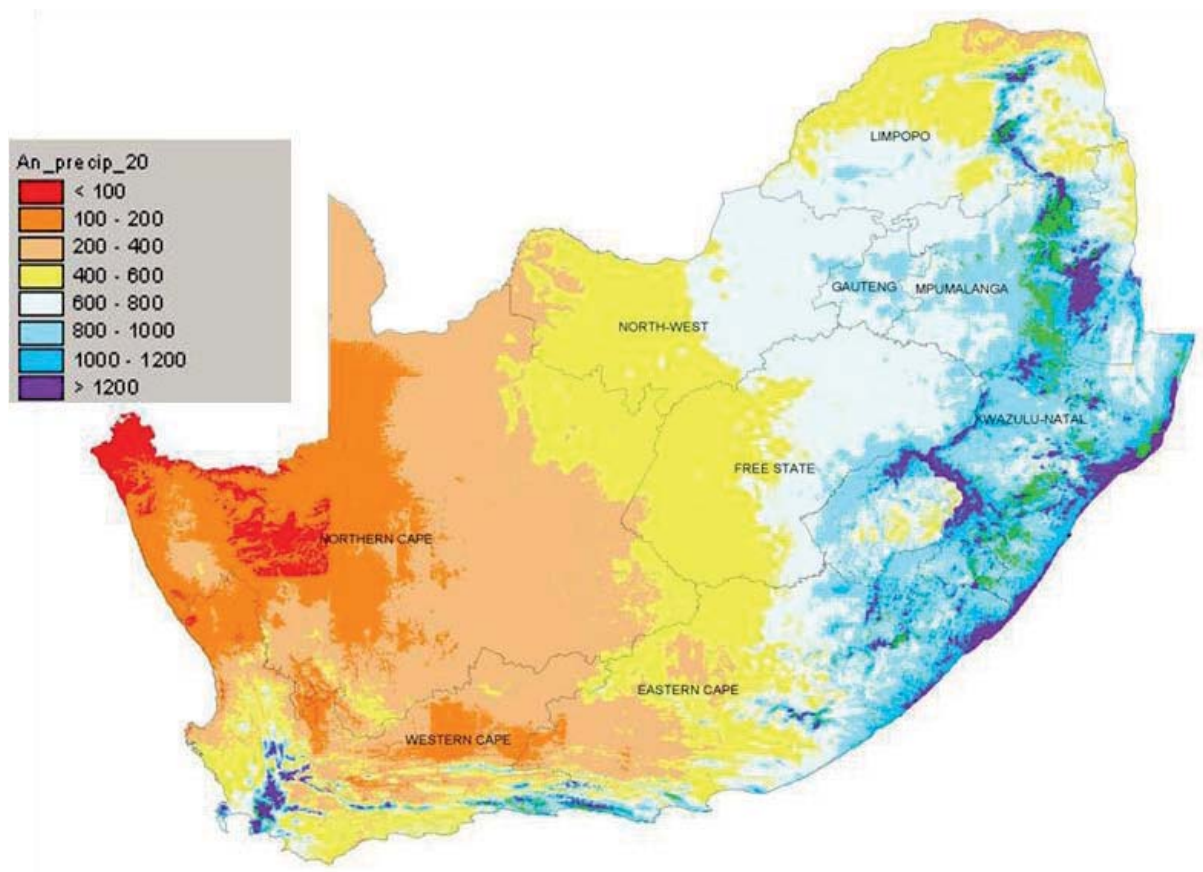 An_precip_20
< 100
100 - 200
200 - 400
400 - 600
600 - 800
800 - 1000
1000 - 1200
> 1200
LIMPOPO
GAUTENG
MPUMALANGA
NORTH-WEST
KWAZULU-NATAL
FREE STATE
NORTHERN CAPE
EASTERN CAPE
WESTERN CAPE